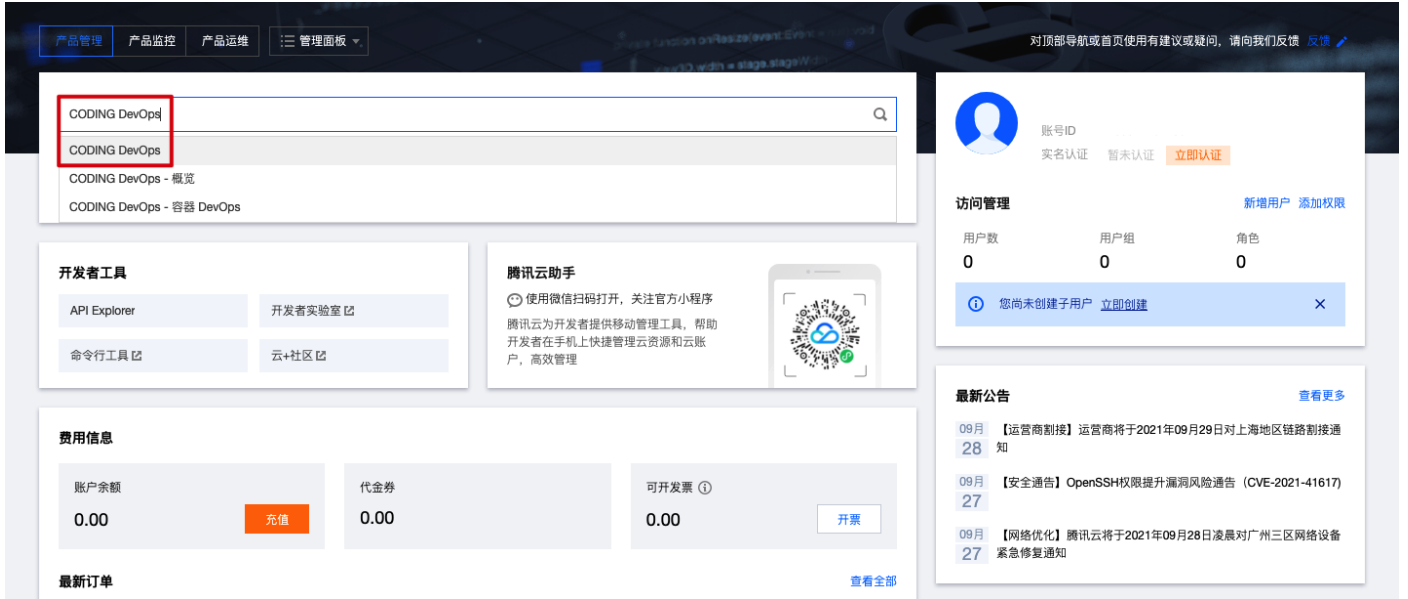 产品管理
产品监控
产品运维
管理面板
对顶部导航或首页使用有建议或疑问，请向我们反馈 反馈
CODING DevOps
CODING DevOps
CODING DevOps - 概览
CODING DevOps - 容器 DevOps
账号ID
实名认证 暂未认证 立即认证
访问管理
新增用户 添加权限
用户数 用户组 角色
0 0 0
您尚未创建子用户 立即创建
开发者工具
API Explorer
开发者实验室
命令行工具
云+社区
腾讯云助手
使用微信扫码打开，关注官方小程序
腾讯云为开发者提供移动管理工具，帮助
开发者在手机上快捷管理云资源和云账
户，高效管理
费用信息
账户余额
0.00
充值
代金券
0.00
可开发票
0.00
开票
最新订单
查看全部
最新公告
查看更多
09月
28
【运营商割接】运营商将于2021年09月29日对上海地区链路割接通
知
09月
27
【安全通告】OpenSSH权限提升漏洞风险通告（CVE-2021-41617)
09月
27
【网络优化】腾讯云将于2021年09月28日凌晨对广州三区网络设备
紧急修复通知